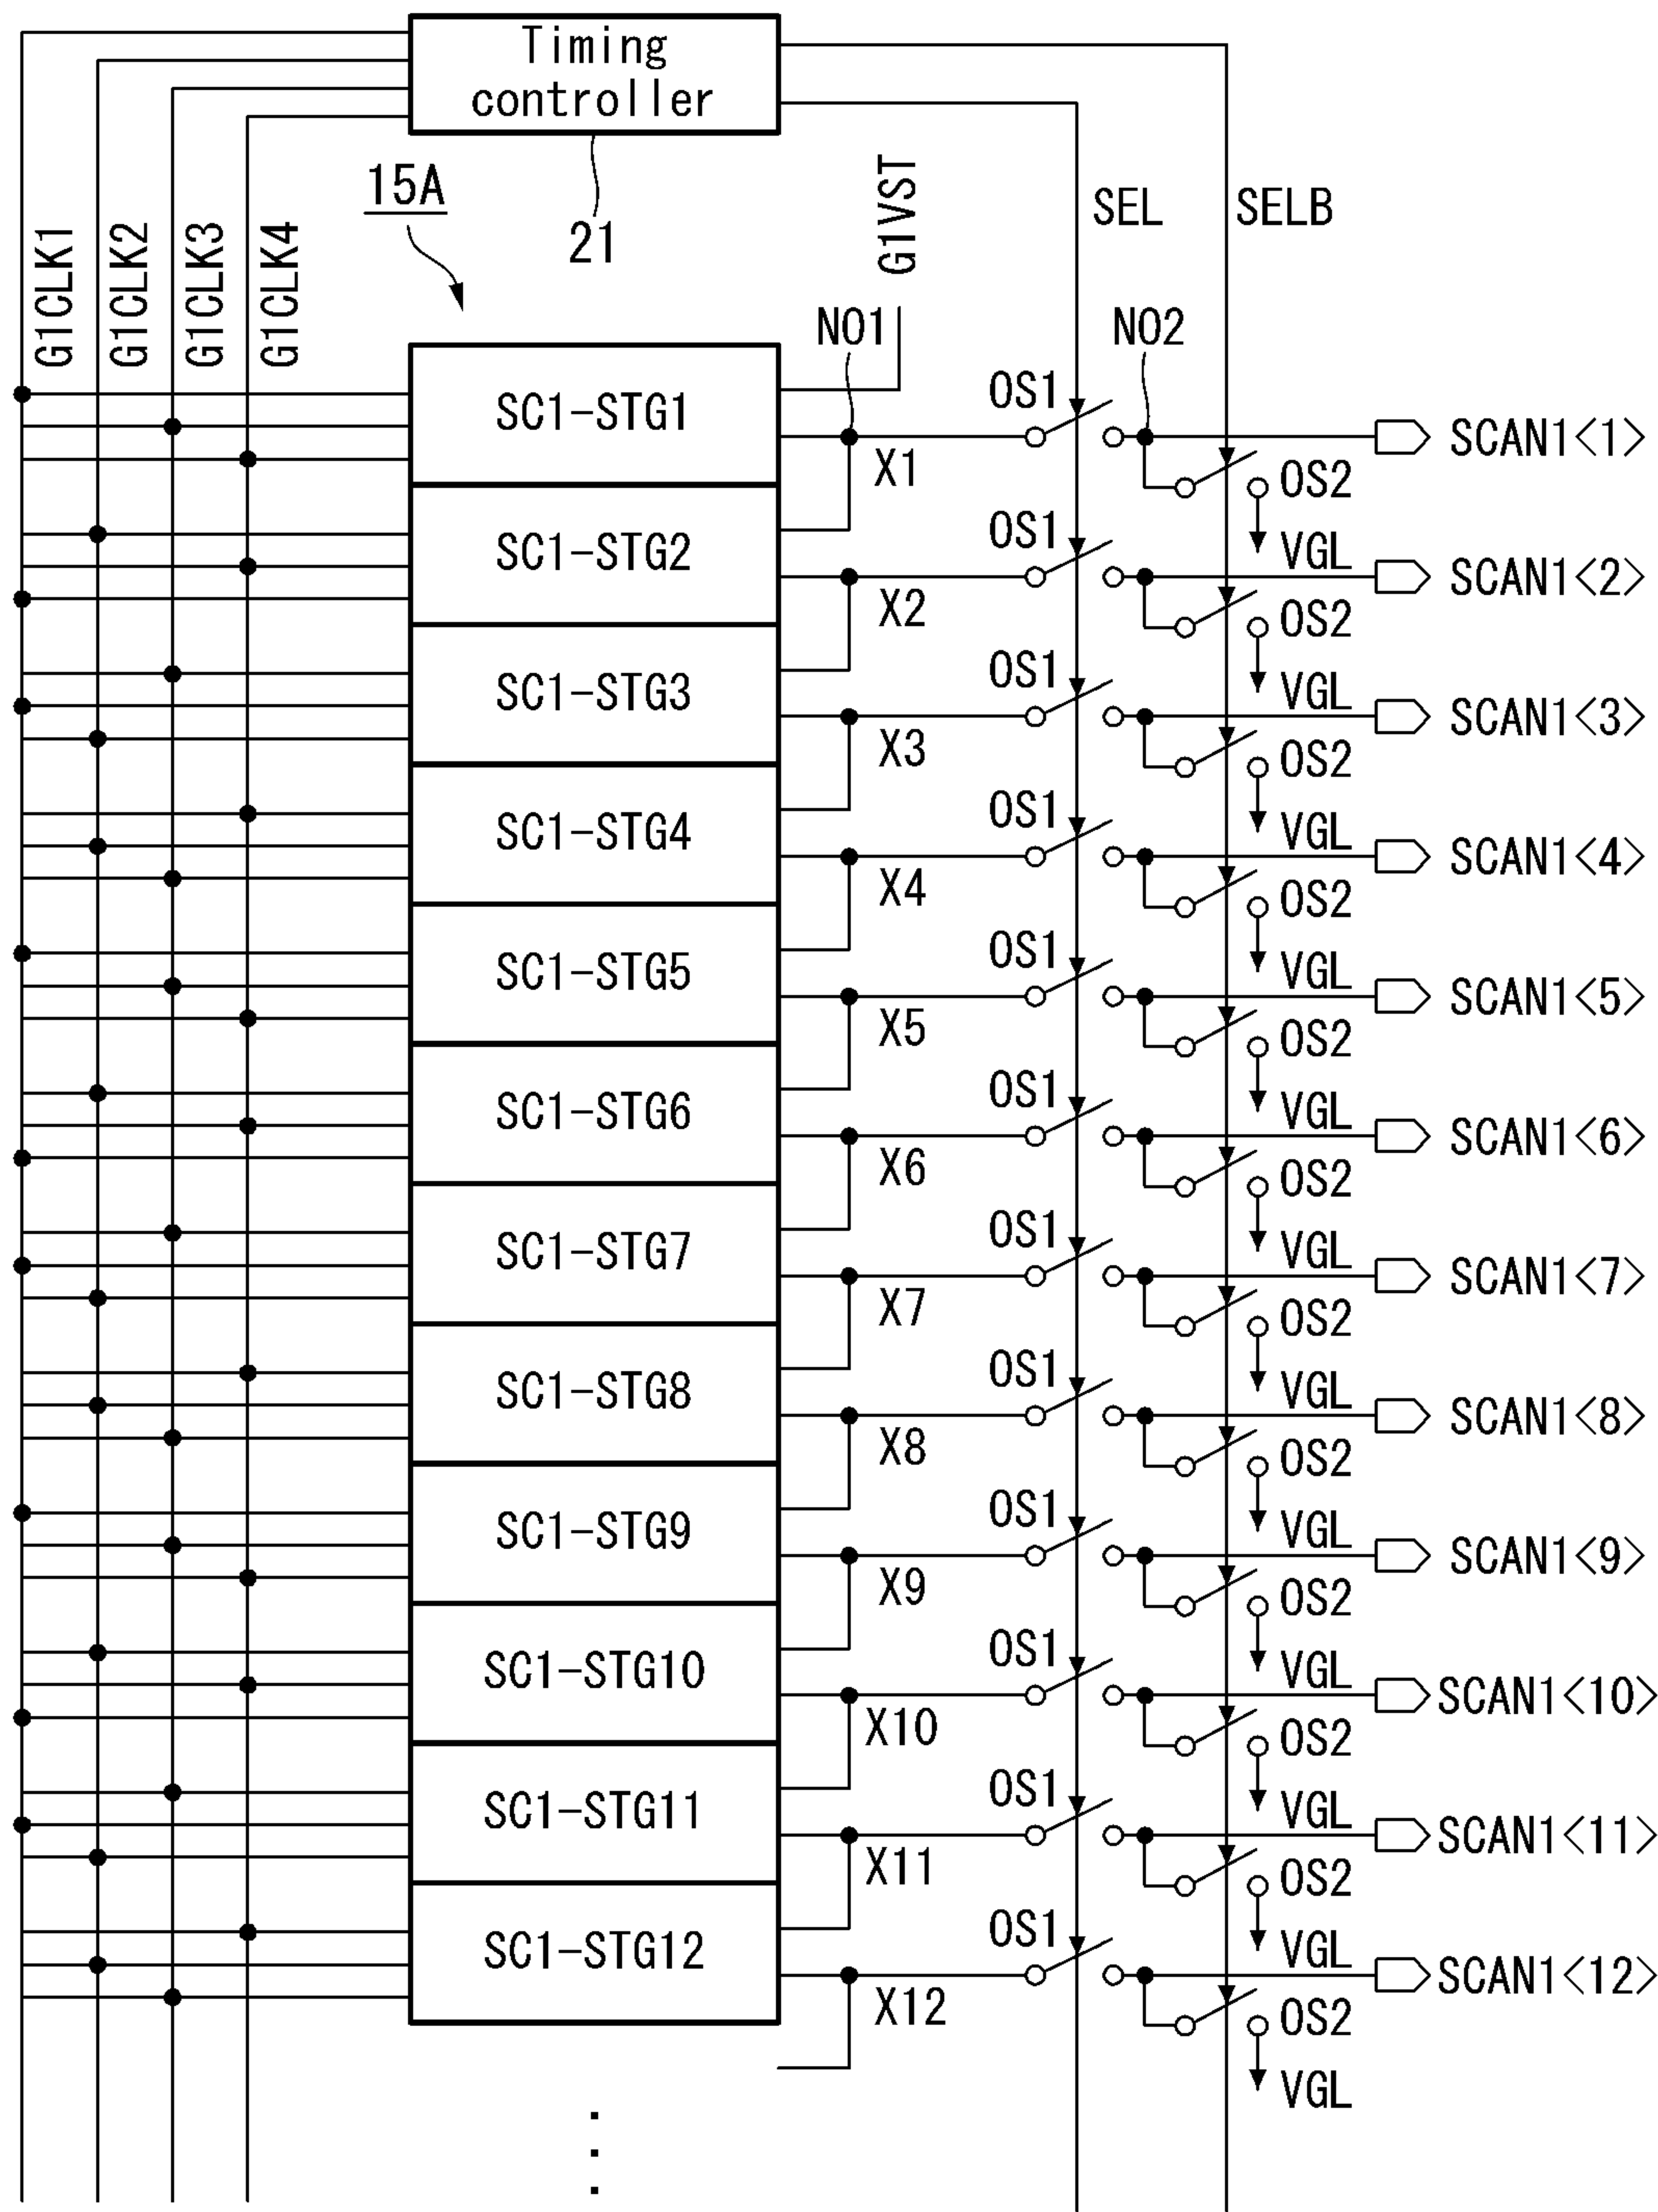 Timing
controller
21
15A
G1CLK1
G1CLK2
G1CLK3
G1CLK4
G1VST
SEL
SELB
NO1
NO2
SC1-STG1
X1
OS1
SCAN1<1>
OS2
VGL
SC1-STG2
X2
OS1
SCAN1<2>
OS2
VGL
SC1-STG3
X3
OS1
SCAN1<3>
OS2
VGL
SC1-STG4
X4
OS1
SCAN1<4>
OS2
VGL
SC1-STG5
X5
OS1
SCAN1<5>
OS2
VGL
SC1-STG6
X6
OS1
SCAN1<6>
OS2
VGL
SC1-STG7
X7
OS1
SCAN1<7>
OS2
VGL
SC1-STG8
X8
OS1
SCAN1<8>
OS2
VGL
SC1-STG9
X9
OS1
SCAN1<9>
OS2
VGL
SC1-STG10
X10
OS1
SCAN1<10>
OS2
VGL
SC1-STG11
X11
OS1
SCAN1<11>
OS2
VGL
SC1-STG12
X12
OS1
SCAN1<12>
OS2
VGL